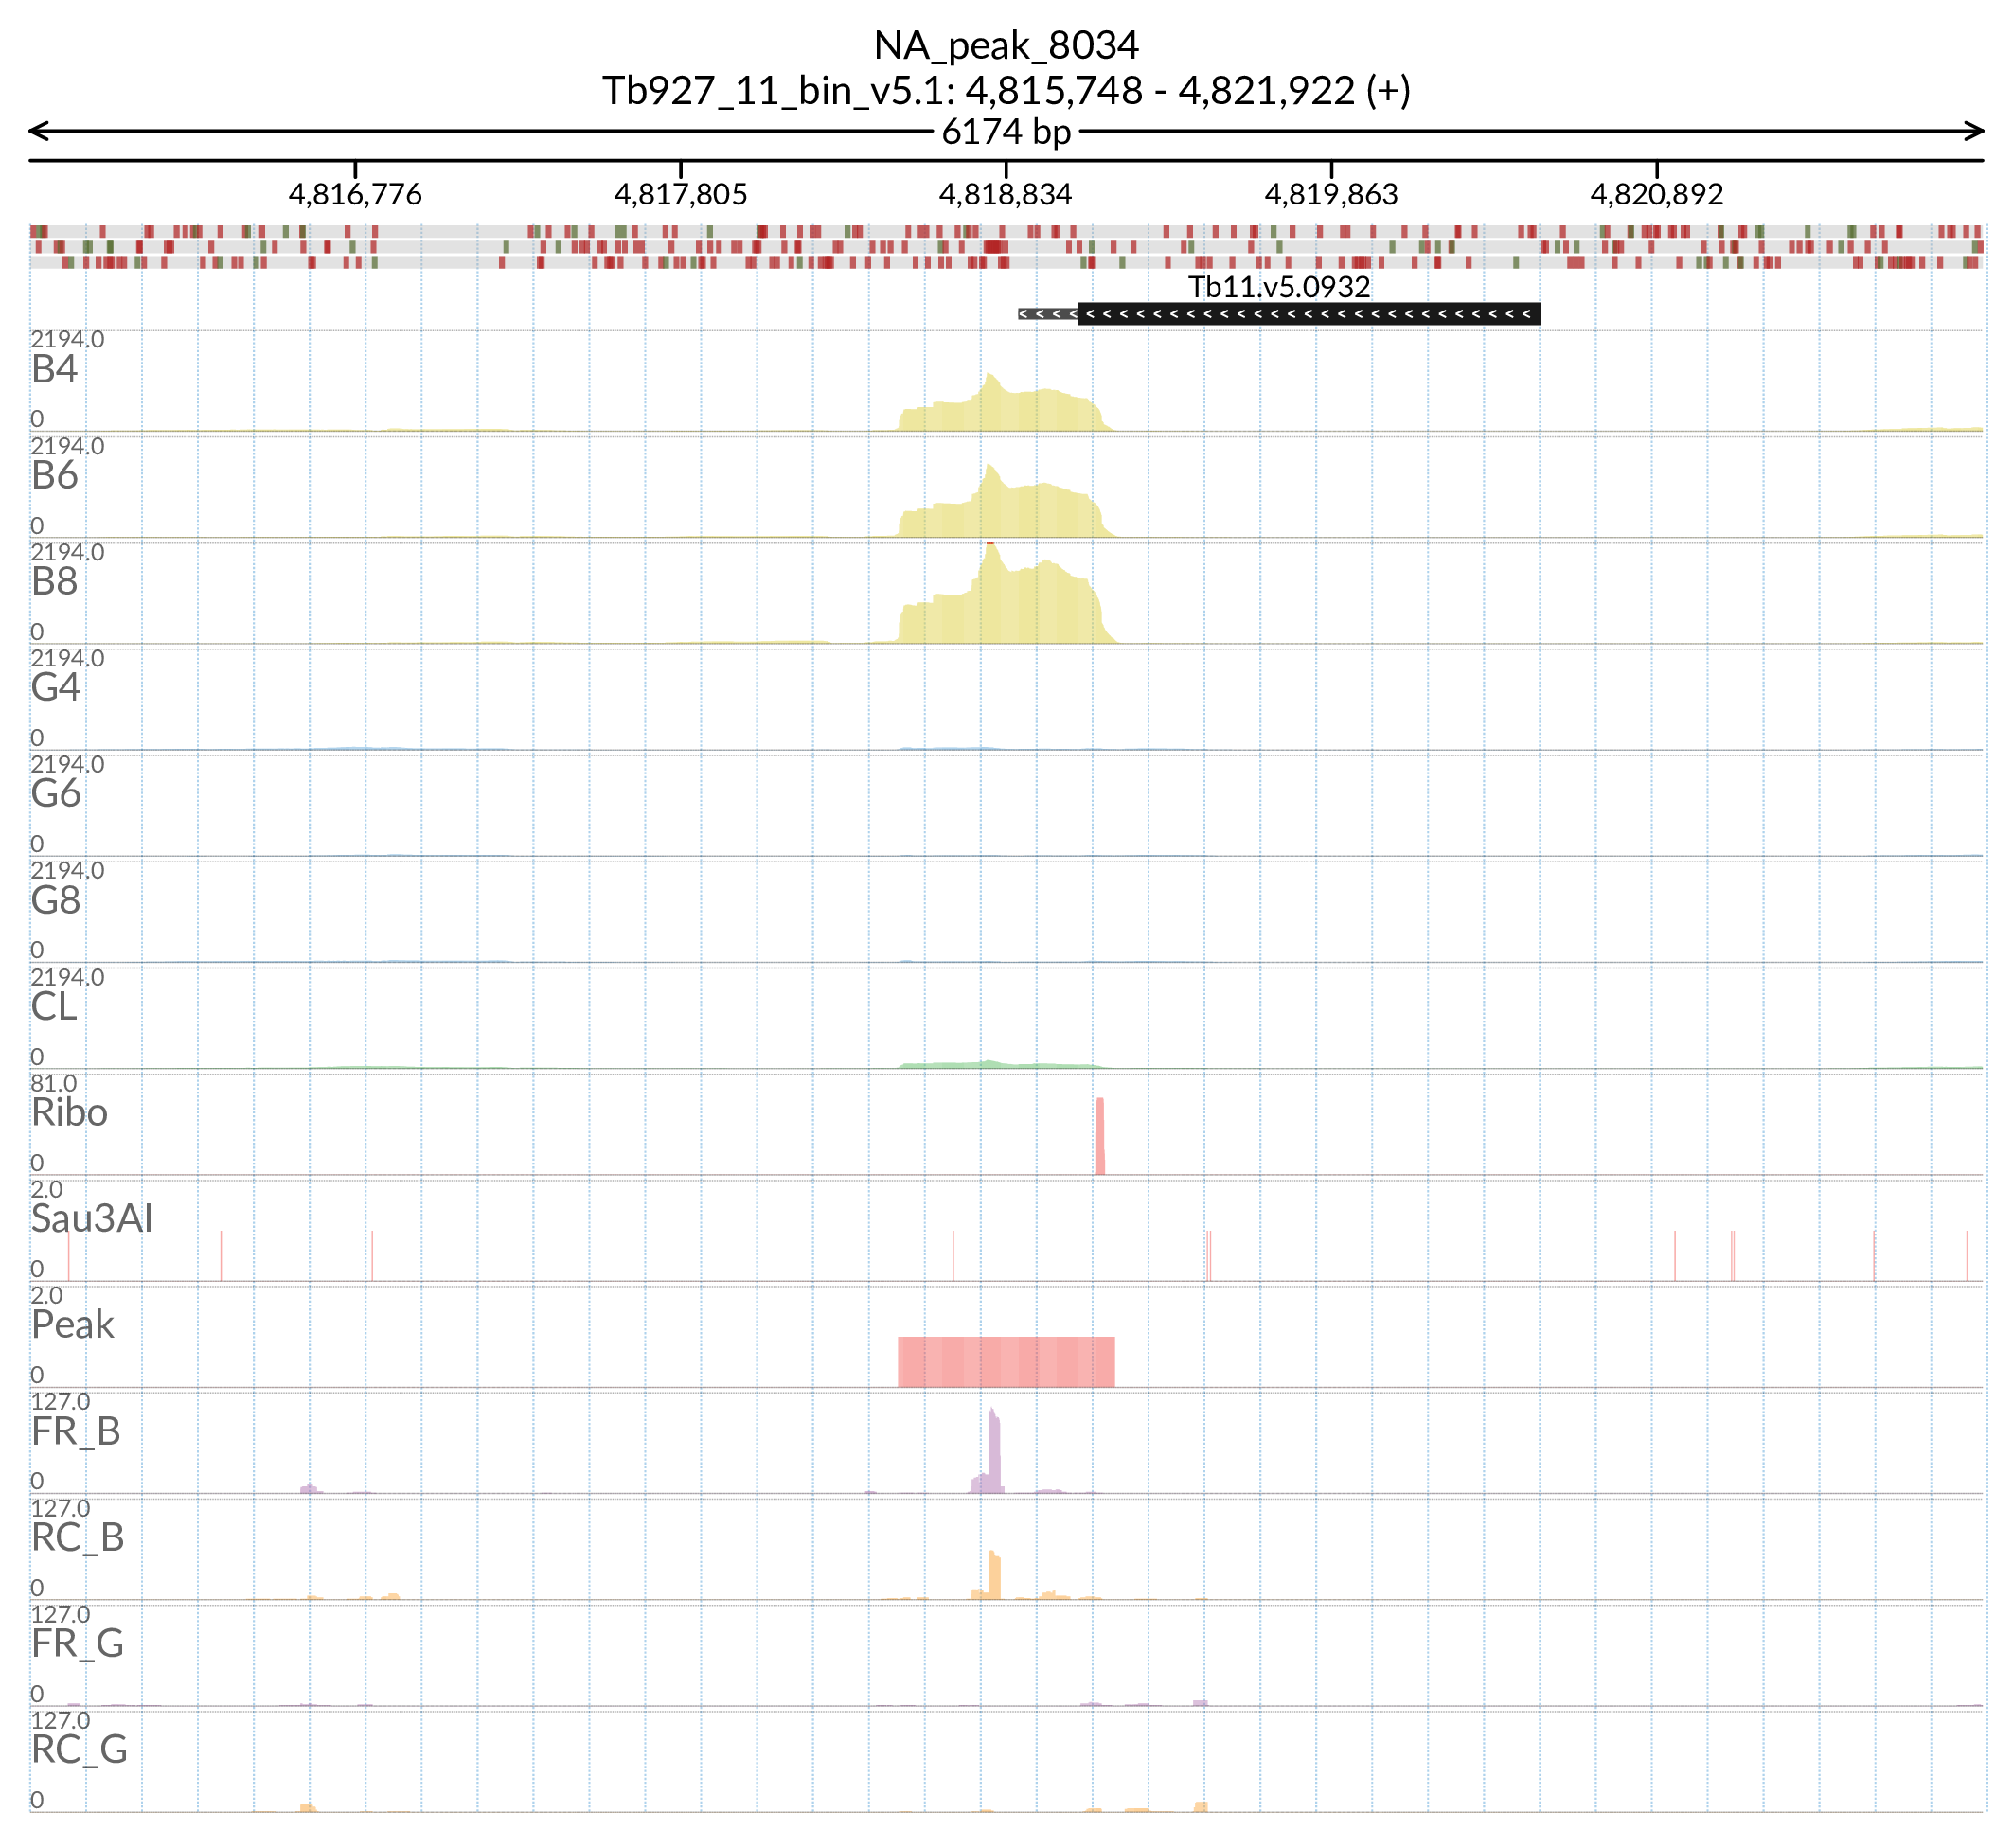 NA_peak_8034
Tb927_11_bin_v5.1: 4,815,748 - 4,821,922 (+)
6174 bp
4,816,776 4,817,805 4,818,834 4,819,863 4,820,892
Tb11.v5.0932
2194.0
B4
0
2194.0
B6
0
2194.0
B8
0
2194.0
G4
0
2194.0
G6
0
2194.0
G8
0
2194.0
CL
0
81.0
Ribo
0
2.0
Sau3AI
0
2.0
Peak
0
127.0
FR_B
0
127.0
RC_B
0
127.0
FR_G
0
127.0
RC_G
0